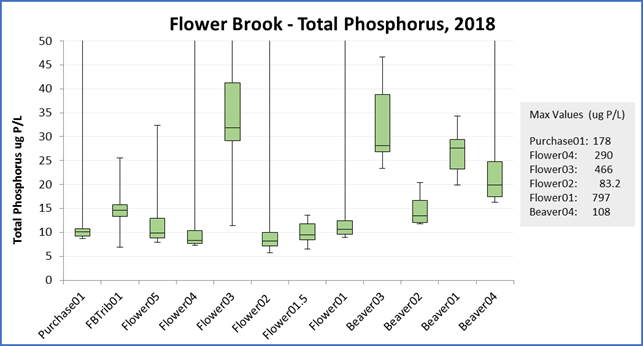 Flower Brook - Total Phosphorus, 2018
Total Phosphorus ug P/L
50
45
40
35
30
25
20
15
10
5
0
Purchase01
FBTrib01
Flower05
Flower04
Flower03
Flower02
Flower01.5
Flower01
Beaver03
Beaver02
Beaver01
Beaver04
Max Values (ug P/L)
Purchase01: 178
Flower04: 290
Flower03: 466
Flower02: 83.2
Flower01: 797
Beaver04: 108